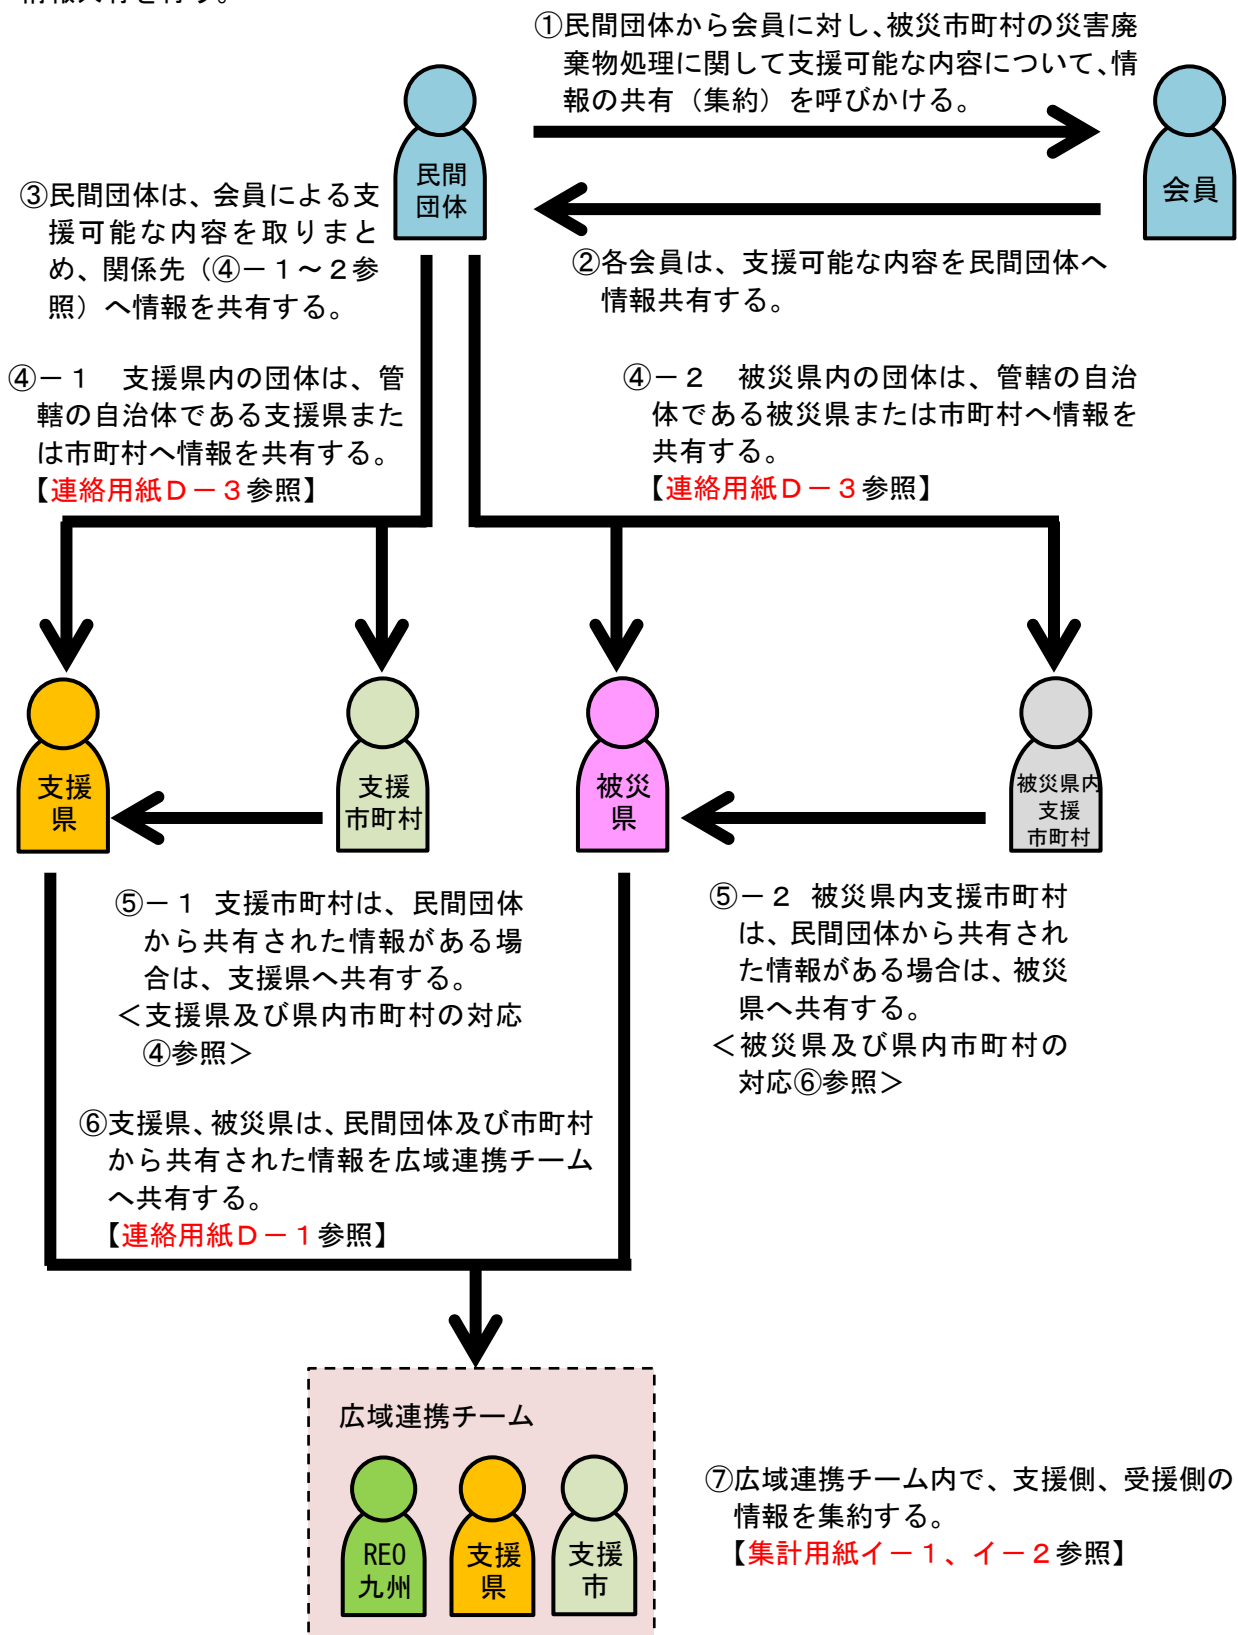 ①民間団体から会員に対し、被災市町村の災害廃
棄物処理に関して支援可能な内容について、情
報の共有（集約）を呼びかける。
民間
団体
会員
③民間団体は、会員による支
援可能な内容を取りまと
め、関係先（④－１～２参
照）へ情報を共有する。
②各会員は、支援可能な内容を民間団体へ
情報共有する。
④－１　支援県内の団体は、管
轄の自治体である支援県また
は市町村へ情報を共有する。
【連絡用紙Ｄ－３参照】
④－２　被災県内の団体は、管轄の自治
体である被災県または市町村へ情報を
共有する。
【連絡用紙Ｄ－３参照】
支援
県
支援
市町村
被災
県
被災県内
支援
市町村
⑤－１ 支援市町村は、民間団体
から共有された情報がある場
合は、支援県へ共有する。
＜支援県及び県内市町村の対応
④参照＞
⑤－２ 被災県内支援市町村
は、民間団体から共有され
た情報がある場合は、被災
県へ共有する。
＜被災県及び県内市町村の
対応⑥参照＞
⑥支援県、被災県は、民間団体及び市町村
から共有された情報を広域連携チーム
へ共有する。
【連絡用紙Ｄ－１参照】
広域連携チーム
REO
九州
支援
県
支援
市
⑦広域連携チーム内で、支援側、受援側の
情報を集約する。
【集計用紙イ－１、イ－２参照】